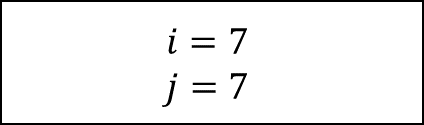 i = 7
j = 7